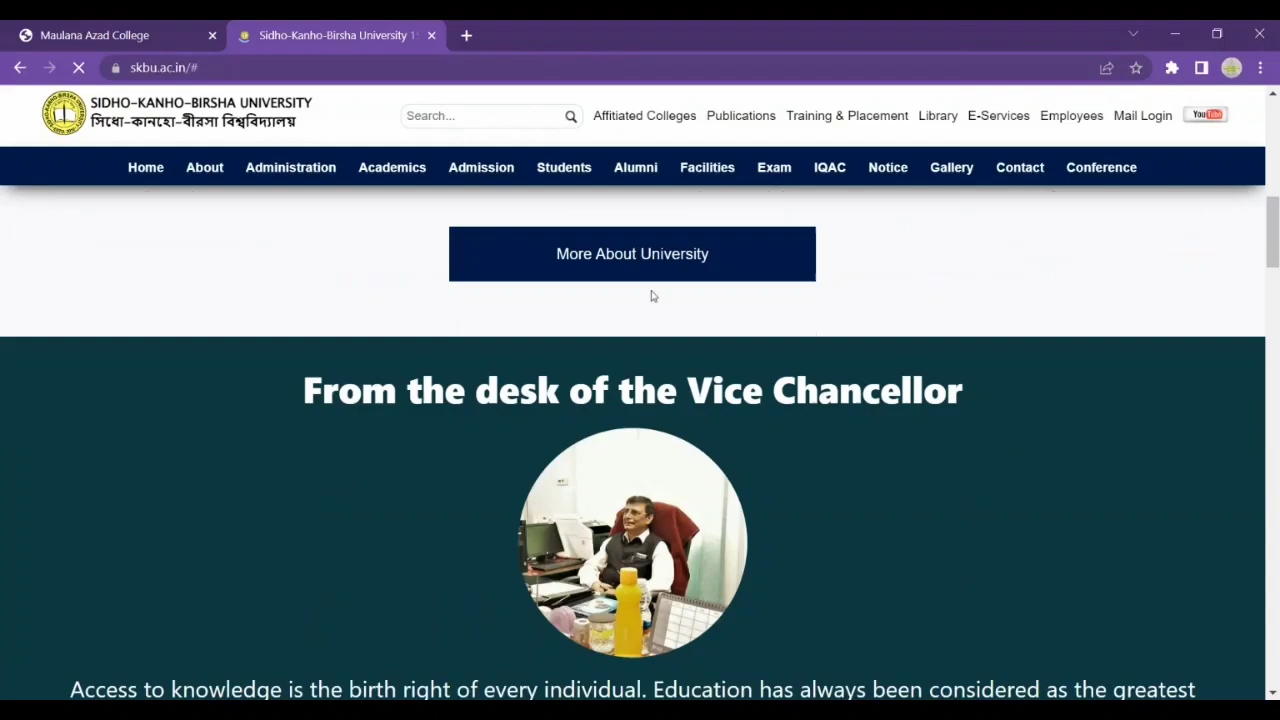 Maulana Azad College
Sidho-Kanho-Birsha University
skbu.ac.in/#
SIDHO-KANHO-BIRSHA UNIVERSITY
সিধো-কানহো-বীরসা বিশ্ববিদ্যালয়
Search... Affitiated Colleges Publications Training & Placement Library E-Services Employees Mail Login YouTube
Home About Administration Academics Admission Students Alumni Facilities Exam IQAC Notice Gallery Contact Conference
More About University
From the desk of the Vice Chancellor
Access to knowledge is the birth right of every individual. Education has always been considered as the greatest